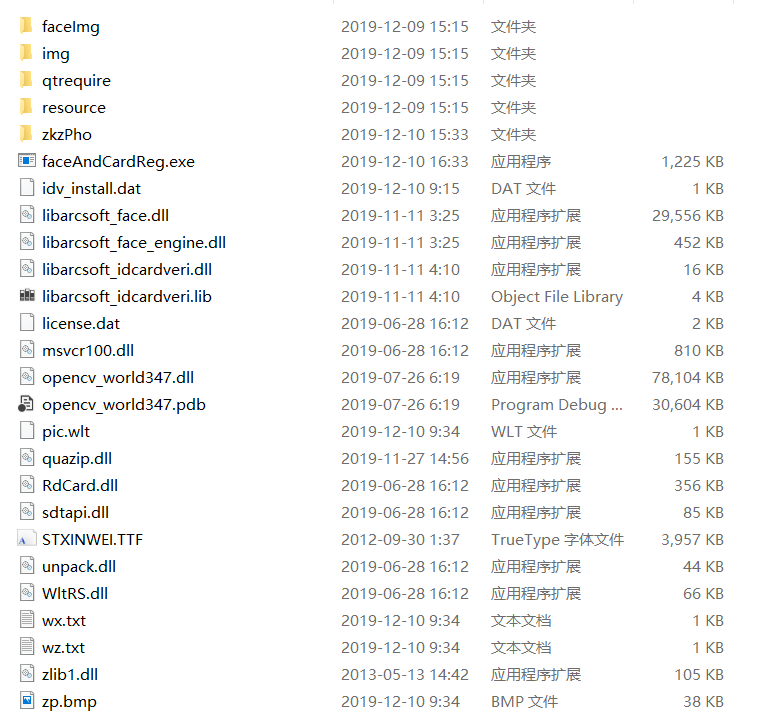 faceImg 2019-12-09 15:15 文件夹
img 2019-12-09 15:15 文件夹
qtrequire 2019-12-09 15:15 文件夹
resource 2019-12-09 15:15 文件夹
zkzPho 2019-12-10 15:33 文件夹
faceAndCardReg.exe 2019-12-10 16:33 应用程序 1,225 KB
idv_install.dat 2019-12-10 9:15 DAT 文件 1 KB
libarcsoft_face.dll 2019-11-11 3:25 应用程序扩展 29,556 KB
libarcsoft_face_engine.dll 2019-11-11 3:25 应用程序扩展 452 KB
libarcsoft_idcardveri.dll 2019-11-11 4:10 应用程序扩展 16 KB
libarcsoft_idcardveri.lib 2019-11-11 4:10 Object File Library 4 KB
license.dat 2019-06-28 16:12 DAT 文件 2 KB
msvcr100.dll 2019-06-28 16:12 应用程序扩展 810 KB
opencv_world347.dll 2019-07-26 6:19 应用程序扩展 78,104 KB
opencv_world347.pdb 2019-07-26 6:19 Program Debug ... 30,604 KB
pic.wlt 2019-12-10 9:34 WLT 文件 1 KB
quazip.dll 2019-11-27 14:56 应用程序扩展 155 KB
RdCard.dll 2019-06-28 16:12 应用程序扩展 356 KB
sdtapi.dll 2019-06-28 16:12 应用程序扩展 85 KB
STXINWEI.TTF 2012-09-30 1:37 TrueType 字体文件 3,957 KB
unpack.dll 2019-06-28 16:12 应用程序扩展 44 KB
WltRS.dll 2019-06-28 16:12 应用程序扩展 66 KB
wx.txt 2019-12-10 9:34 文本文档 1 KB
wz.txt 2019-12-10 9:34 文本文档 1 KB
zlib1.dll 2013-05-13 14:42 应用程序扩展 105 KB
zp.bmp 2019-12-10 9:34 BMP 文件 38 KB